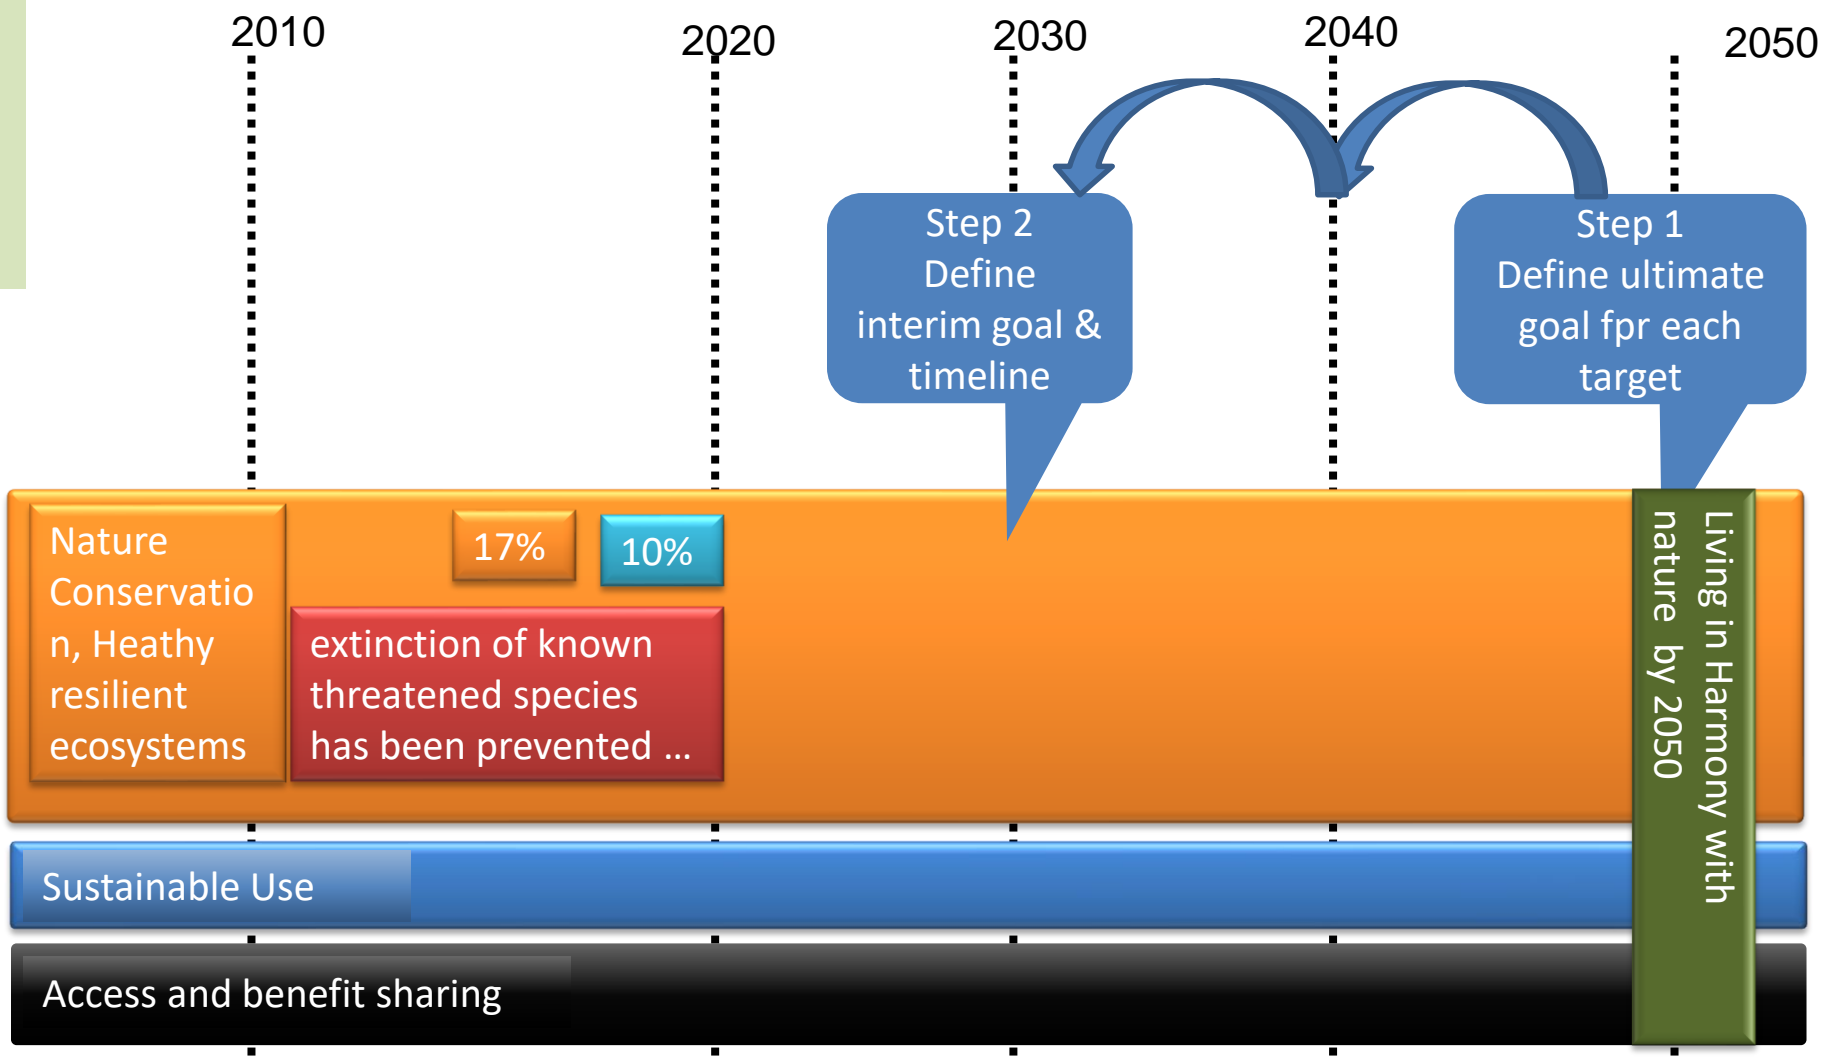 2010
2020
2030
2040
2050
Step 2
Define
interim goal &
timeline
Step 1
Define ultimate
goal fpr each
target
Nature
Conservatio
n, Heathy
resilient
ecosystems
17%
10%
extinction of known
threatened species
has been prevented ...
Living in Harmony with
nature by 2050
Sustainable Use
Access and benefit sharing